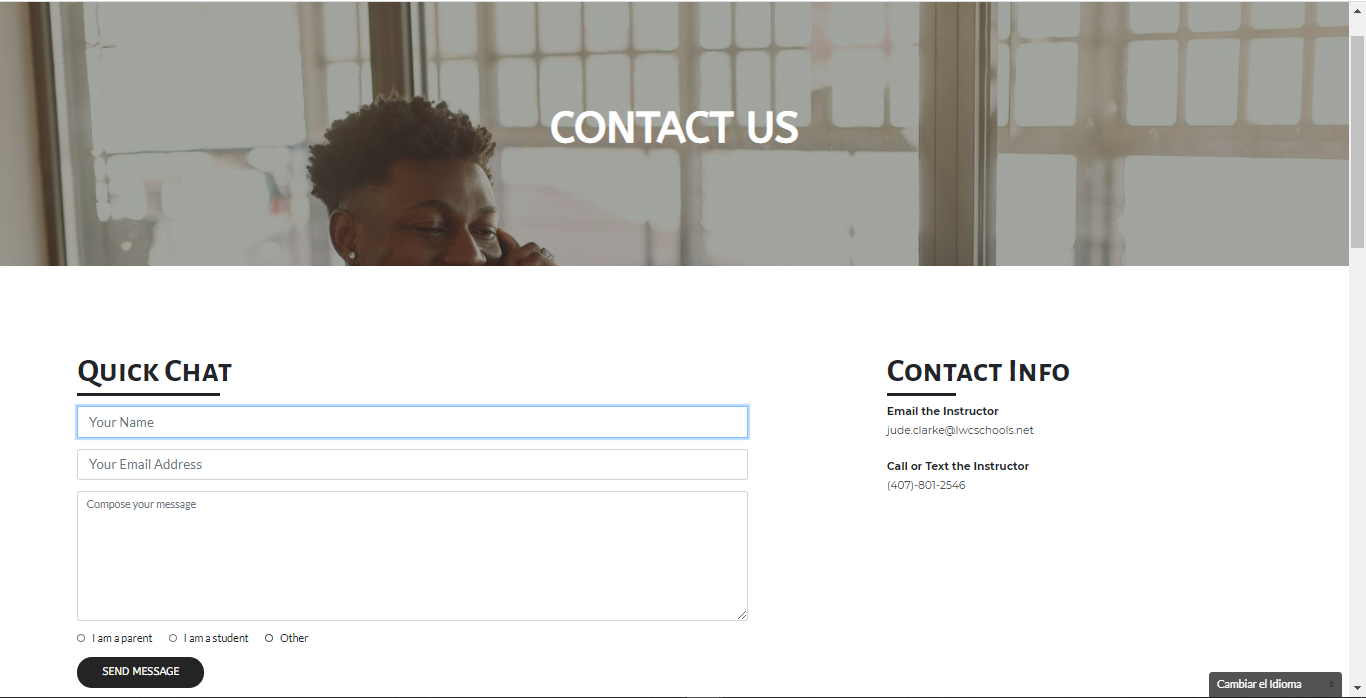 CONTACT US
Quick Chat
Your Name
Your Email Address
Compose your message
I am a parent I am a student Other
SEND MESSAGE
Contact Info
Email the Instructor
jude.clarke@lwcschools.net
Call or Text the Instructor
(407)-801-2546
Cambiar el Idioma